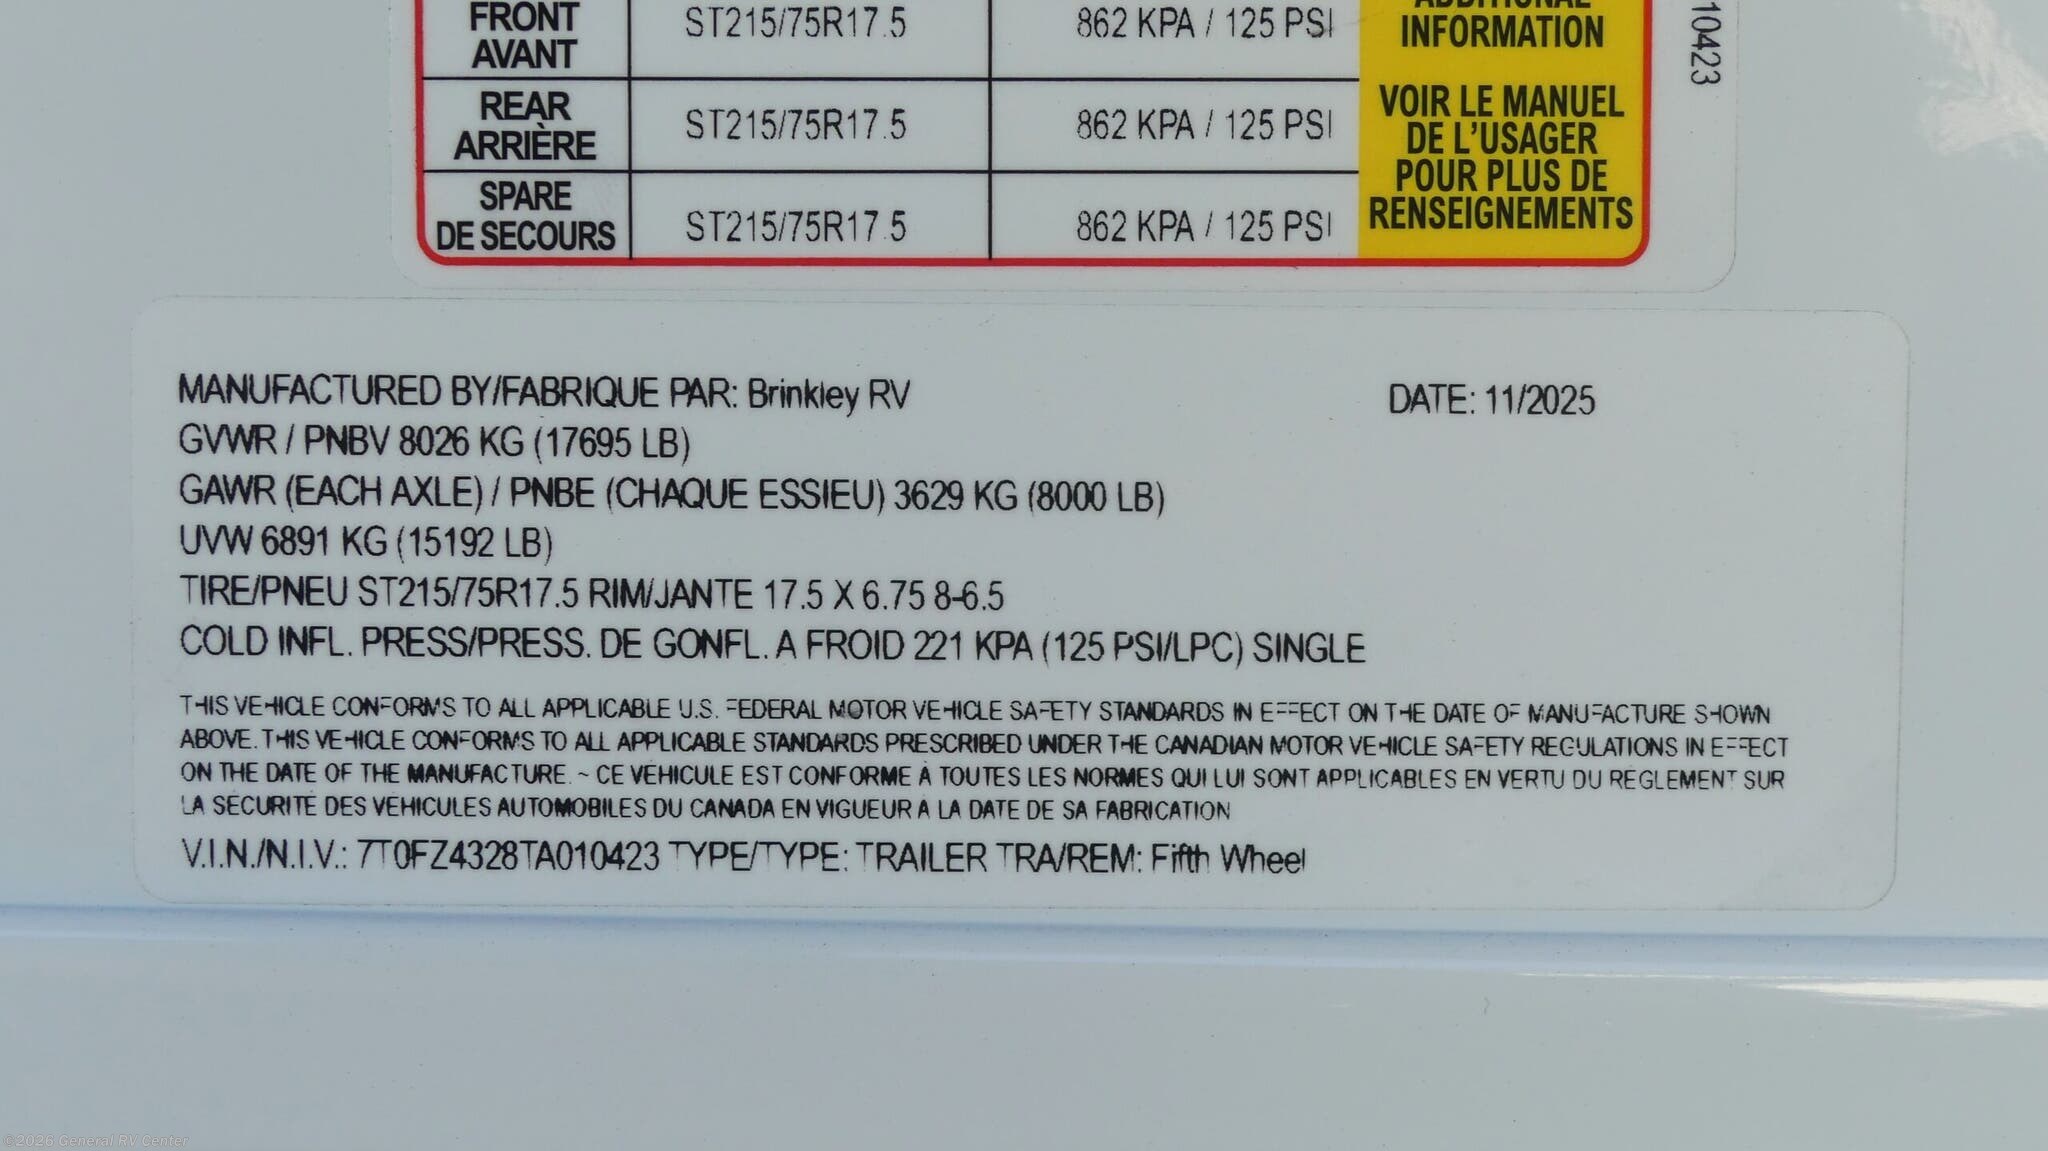 FRONT
AVANT
ST215/75R17.5
862 KPA / 125 PSI
REAR
ARRIÈRE
ST215/75R17.5
862 KPA / 125 PSI
SPARE
DE SECOURS
ST215/75R17.5
862 KPA / 125 PSI
ADDITIONAL
INFORMATION
VOIR LE MANUEL
DE L'USAGER
POUR PLUS DE
RENSEIGNEMENTS
10423
MANUFACTURED BY/FABRIQUE PAR: Brinkley RV
DATE: 11/2025
GVWR / PNBV 8026 KG (17695 LB)
GAWR (EACH AXLE) / PNBE (CHAQUE ESSIEU) 3629 KG (8000 LB)
UVW 6891 KG (15192 LB)
TIRE/PNEU ST215/75R17.5 RIM/JANTE 17.5 X 6.75 8-6.5
COLD INFL. PRESS/PRESS. DE GONFL. A FROID 221 KPA (125 PSI/LPC) SINGLE
THIS VEHICLE CONFORMS TO ALL APPLICABLE U.S. FEDERAL MOTOR VEHICLE SAFETY STANDARDS IN EFFECT ON THE DATE OF MANUFACTURE SHOWN
ABOVE. THIS VEHICLE CONFORMS TO ALL APPLICABLE STANDARDS PRESCRIBED UNDER THE CANADIAN MOTOR VEHICLE SAFETY REGULATIONS IN EFFECT
ON THE DATE OF THE MANUFACTURE. ~ CE VEHICULE EST CONFORME À TOUTES LES NORMES QUI LUI SONT APPLICABLES EN VERTU DU RÈGLEMENT SUR
LA SÉCURITÉ DES VÉHICULES AUTOMOBILES DU CANADA EN VIGUEUR À LA DATE DE SA FABRICATION
V.I.N./N.I.V.: 7T0FZ4328TA010423 TYPE/TYPE: TRAILER TRA/REM: Fifth Wheel
©2026 General RV Center